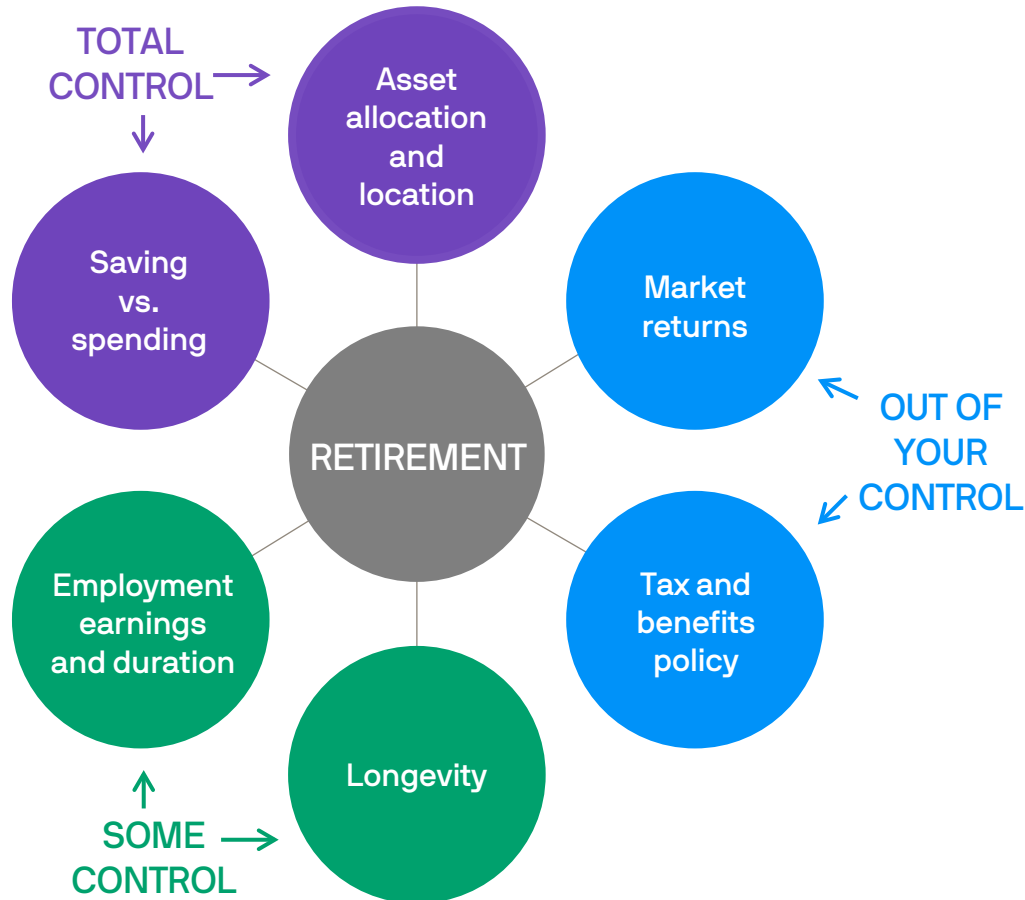 TOTAL
CONTROL
Asset
allocation
and
location
Saving
vs.
spending
Market
returns
RETIREMENT
OUT OF
YOUR
CONTROL
Employment
earnings
and duration
Tax and
benefits
policy
Longevity
SOME
CONTROL